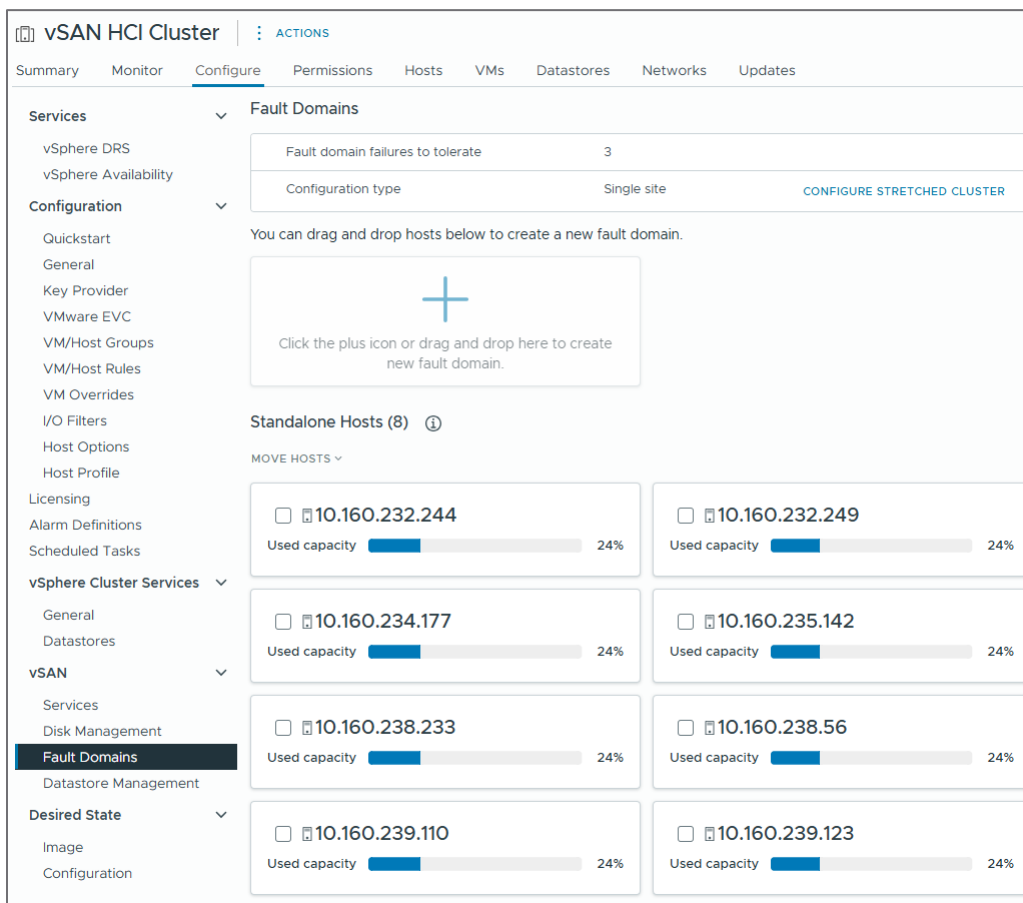 vSAN HCI Cluster
ACTIONS
Summary Monitor Configure Permissions Hosts VMs Datastores Networks Updates
Services
vSphere DRS
vSphere Availability
Configuration
Quickstart
General
Key Provider
VMware EVC
VM/Host Groups
VM/Host Rules
VM Overrides
I/O Filters
Host Options
Host Profile
Licensing
Alarm Definitions
Scheduled Tasks
vSphere Cluster Services
General
Datastores
vSAN
Services
Disk Management
Fault Domains
Datastore Management
Desired State
Image
Configuration
Fault Domains
Fault domain failures to tolerate 3
Configuration type Single site CONFIGURE STRETCHED CLUSTER
You can drag and drop hosts below to create a new fault domain.
Click the plus icon or drag and drop here to create
new fault domain.
Standalone Hosts (8)
MOVE HOSTS
10.160.232.244
Used capacity 24%
10.160.232.249
Used capacity 24%
10.160.234.177
Used capacity 24%
10.160.235.142
Used capacity 24%
10.160.238.233
Used capacity 24%
10.160.238.56
Used capacity 24%
10.160.239.110
Used capacity 24%
10.160.239.123
Used capacity 24%